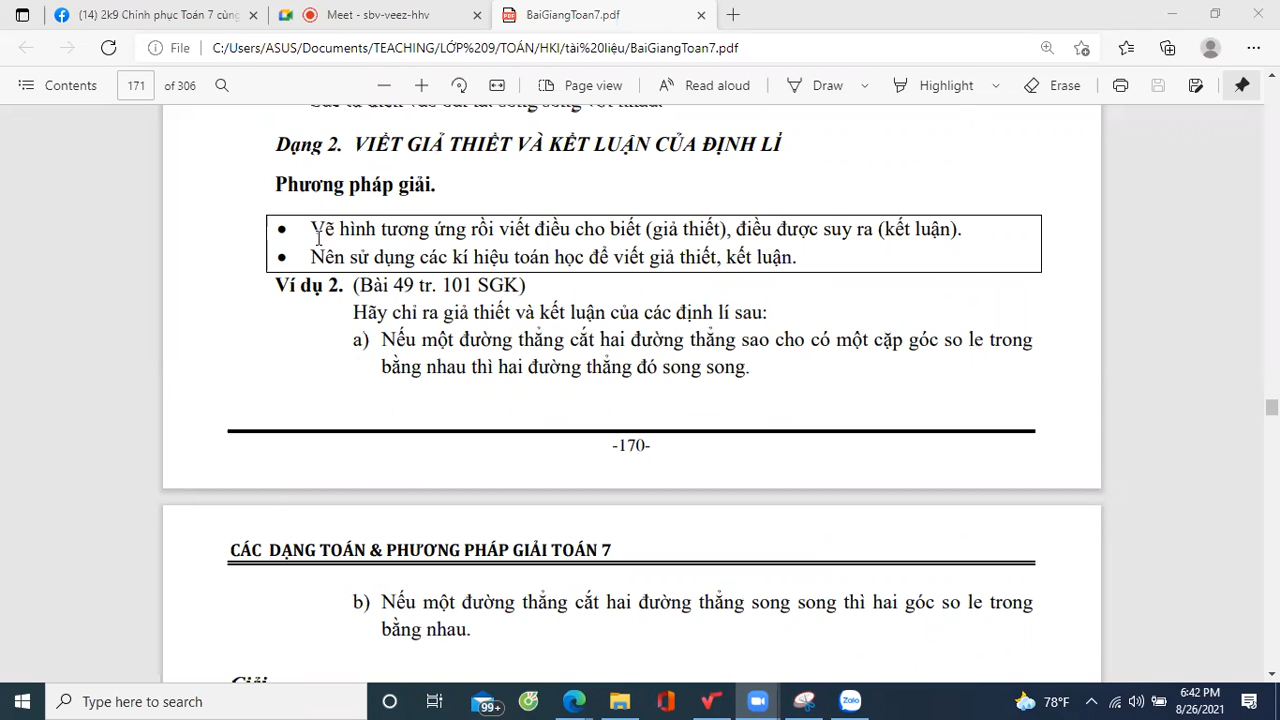 (14) 2k9 Chinh phục Toán 7 cùng
Meet - sbv-veez-hhv
BaiGiangToan7.pdf
File
C:/Users/ASUS/Documents/TEACHING/LỚP%209/TOÁN/HKI/tài%20liệu/BaiGiangToan7.pdf
Contents
171 of 306
Page view
Read aloud
Draw
Highlight
Erase
Dạng 2. VIẾT GIẢ THIẾT VÀ KẾT LUẬN CỦA ĐỊNH LÍ
Phương pháp giải.
• Vẽ hình tương ứng rồi viết điều cho biết (giả thiết), điều được suy ra (kết luận).
• Nên sử dụng các kí hiệu toán học để viết giả thiết, kết luận.
Ví dụ 2. (Bài 49 tr. 101 SGK)
Hãy chỉ ra giả thiết và kết luận của các định lí sau:
a) Nếu một đường thẳng cắt hai đường thẳng sao cho có một cặp góc so le trong
bằng nhau thì hai đường thẳng đó song song.
-170-
CÁC DẠNG TOÁN & PHƯƠNG PHÁP GIẢI TOÁN 7
b) Nếu một đường thẳng cắt hai đường thẳng song song thì hai góc so le trong
bằng nhau.
Giải
Type here to search
99+
Zalo
78°F
6:42 PM
8/26/2021